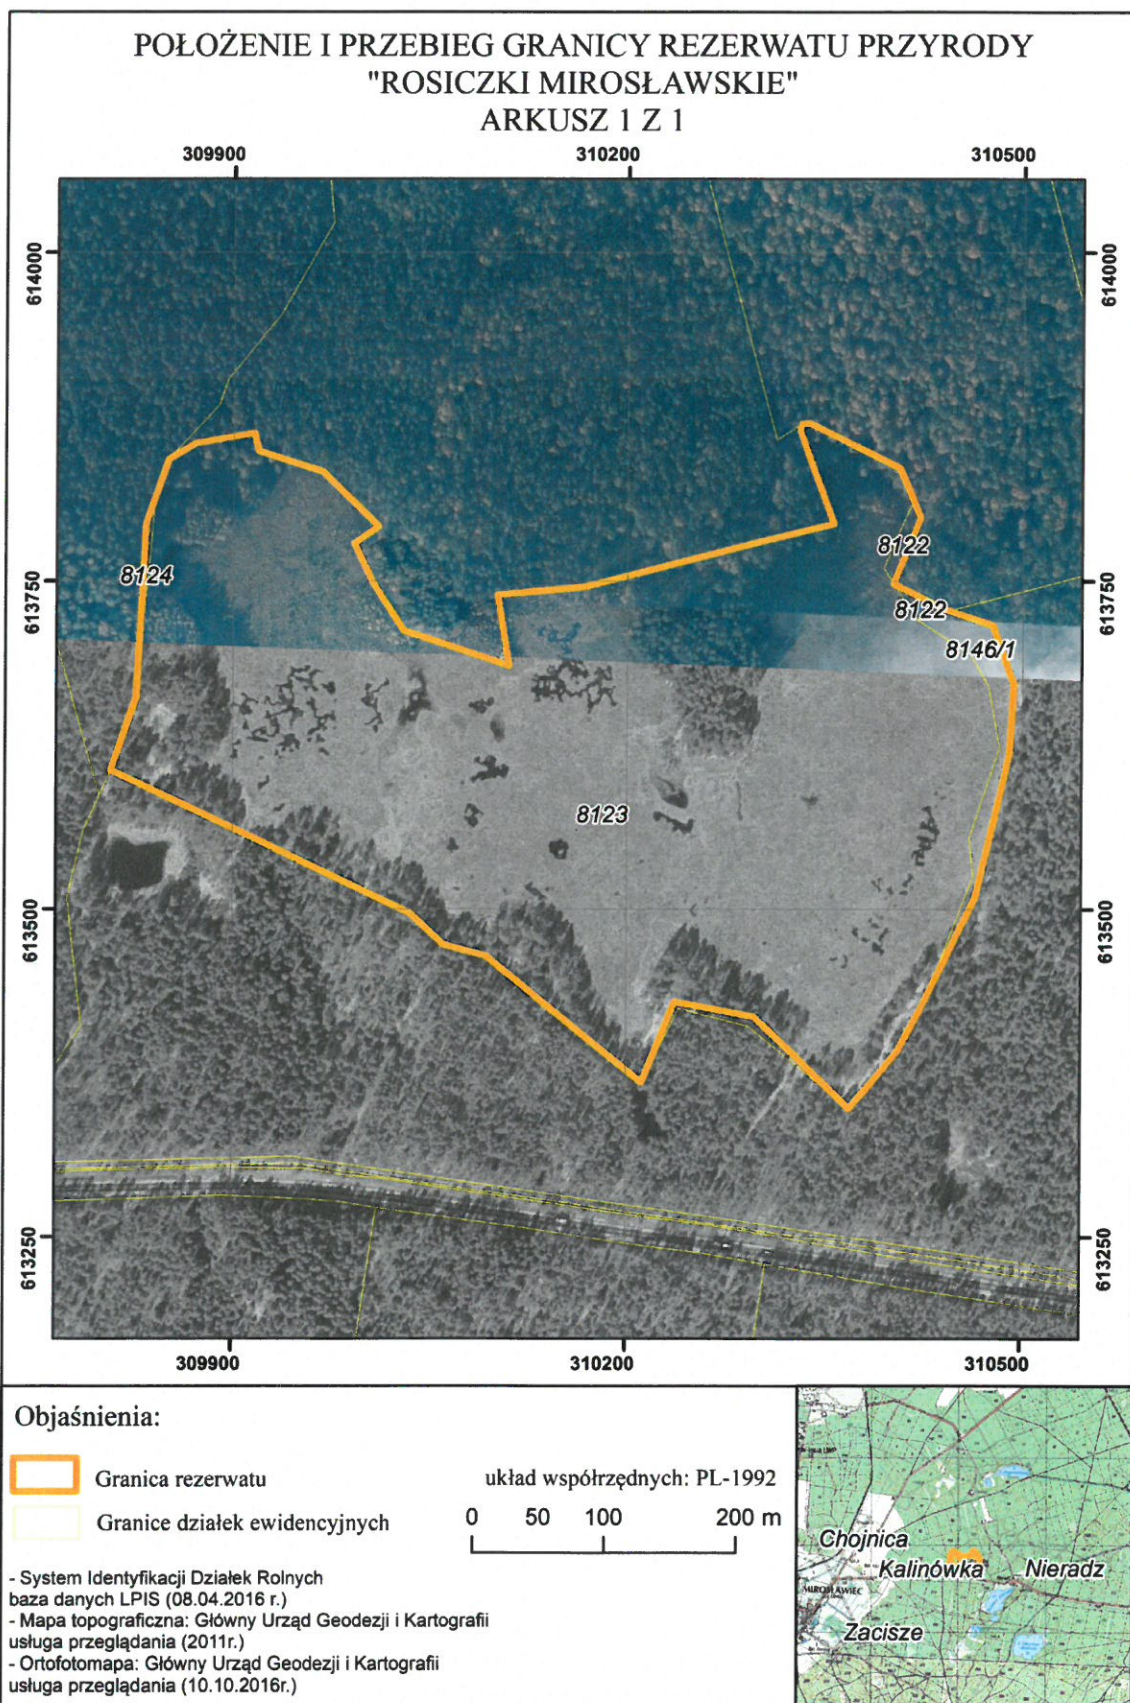 POŁOŻENIE I PRZEBIEG GRANICY REZERWATU PRZYRODY
"ROSICZKI MIROSŁAWSKIE"
ARKUSZ 1 Z 1
309900 310200 310500
614000 614000
8122
8124
613750 613750
8122
8146/1
8123
613500 613500
613250 613250
309900 310200 310500
Objaśnienia:
Granica rezerwatu
Granice działek ewidencyjnych
układ współrzędnych: PL-1992
0 50 100 200 m
- System Identyfikacji Działek Rolnych
baza danych LPIS (08.04.2016 r.)
- Mapa topograficzna: Główny Urząd Geodezji i Kartografii
usługa przeglądania (2011r.)
- Ortofotomapa: Główny Urząd Geodezji i Kartografii
usługa przeglądania (10.10.2016r.)
Chojnica
Kalinówka Nieradz
MIROSŁAWIEC
Zacisze